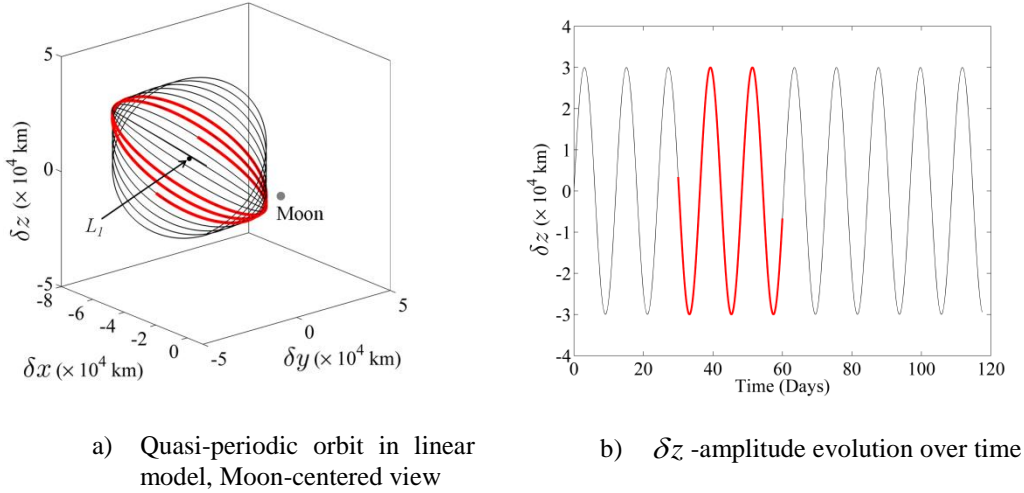 5
0
-5
δz (× 10⁴ km)
-8
-6
-4
-2
0
δx (× 10⁴ km)
-5
0
5
δy (× 10⁴ km)
L₁
Moon
4
3
2
1
0
-1
-2
-3
-4
δz (× 10⁴ km)
0
20
40
60
80
100
120
Time (Days)
a) Quasi-periodic orbit in linear
model, Moon-centered view
b) δz -amplitude evolution over time